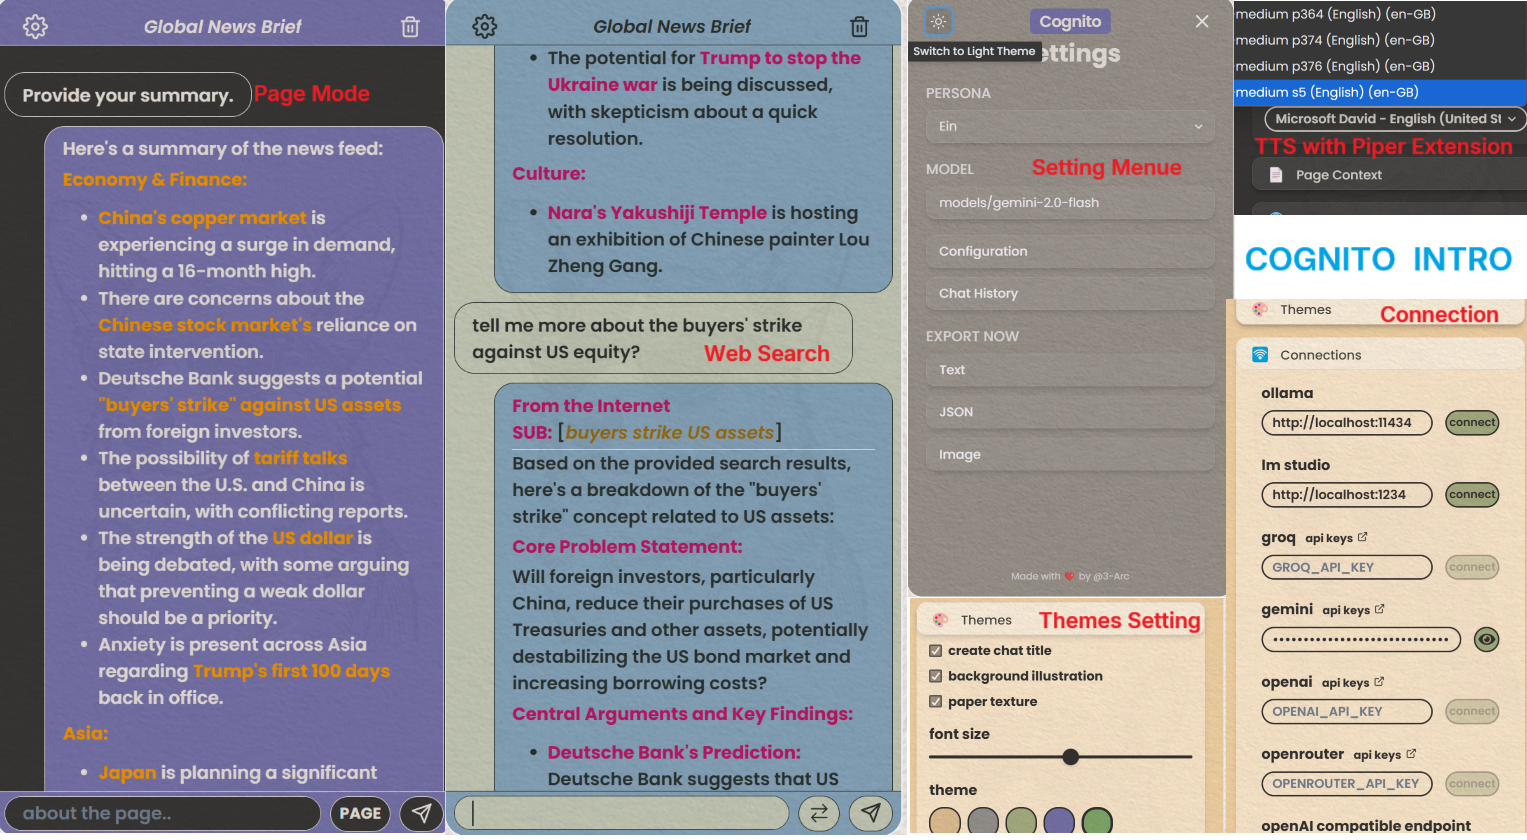 Global News Brief
Provide your summary.
Page Mode
Here's a summary of the news feed:
Economy & Finance:
• China's copper market is
experiencing a surge in demand,
hitting a 16-month high.
• There are concerns about the
Chinese stock market's reliance on
state intervention.
• Deutsche Bank suggests a potential
"buyers' strike" against US assets
from foreign investors.
• The possibility of tariff talks
between the U.S. and China is
uncertain, with conflicting reports.
• The strength of the US dollar is
being debated, with some arguing
that preventing a weak dollar
should be a priority.
• Anxiety is present across Asia
regarding Trump's first 100 days
back in office.
Asia:
• Japan is planning a significant
about the page..
PAGE
Global News Brief
• The potential for Trump to stop the
Ukraine war is being discussed,
with skepticism about a quick
resolution.
Culture:
• Nara's Yakushiji Temple is hosting
an exhibition of Chinese painter Lou
Zheng Gang.
tell me more about the buyers' strike
against US equity?
Web Search
From the Internet
SUB: [buyers strike US assets]
Based on the provided search results,
here's a breakdown of the "buyers'
strike" concept related to US assets:
Core Problem Statement:
Will foreign investors, particularly
China, reduce their purchases of US
Treasuries and other assets, potentially
destabilizing the US bond market and
increasing borrowing costs?
Central Arguments and Key Findings:
• Deutsche Bank's Prediction:
Deutsche Bank suggests that US
Cognito
Switch to Light Theme
ettings
PERSONA
Ein
MODEL
Setting Menue
models/gemini-2.0-flash
Configuration
Chat History
EXPORT NOW
Text
JSON
Image
Made with ❤️ by @3-Arc
Themes
Themes Setting
create chat title
background illustration
paper texture
font size
theme
medium p364 (English) (en-GB)
medium p374 (English) (en-GB)
medium p376 (English) (en-GB)
medium s5 (English) (en-GB)
Microsoft David - English (United St
TTS with Piper Extension
Page Context
COGNITO INTRO
Themes
Connection
Connections
ollama
http://localhost:11434
connect
lm studio
http://localhost:1234
connect
groq api keys
GROQ_API_KEY
connect
gemini api keys
openai api keys
OPENAI_API_KEY
connect
openrouter api keys
OPENROUTER_API_KEY
connect
openAI compatible endpoint